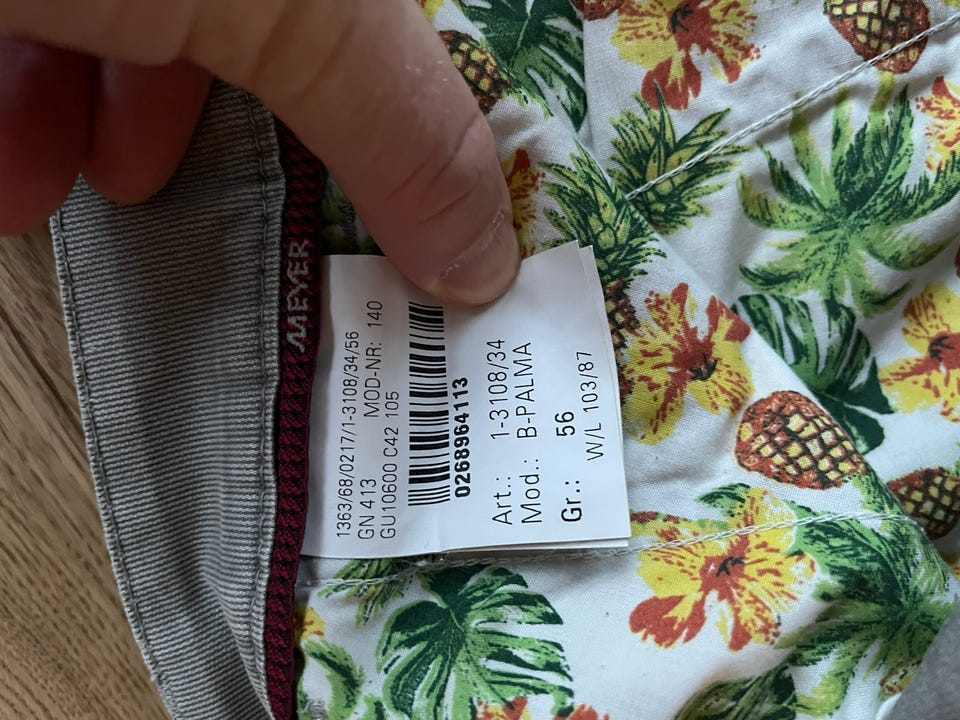 MEYER
1363/68/0217/1-3108/34/56
GN 413 MOD-NR: 140
GU10600 C42 105
0268964113
Art.: 1-3108/34
Mod.: B-PALMA
Gr.: 56
W/L 103/87